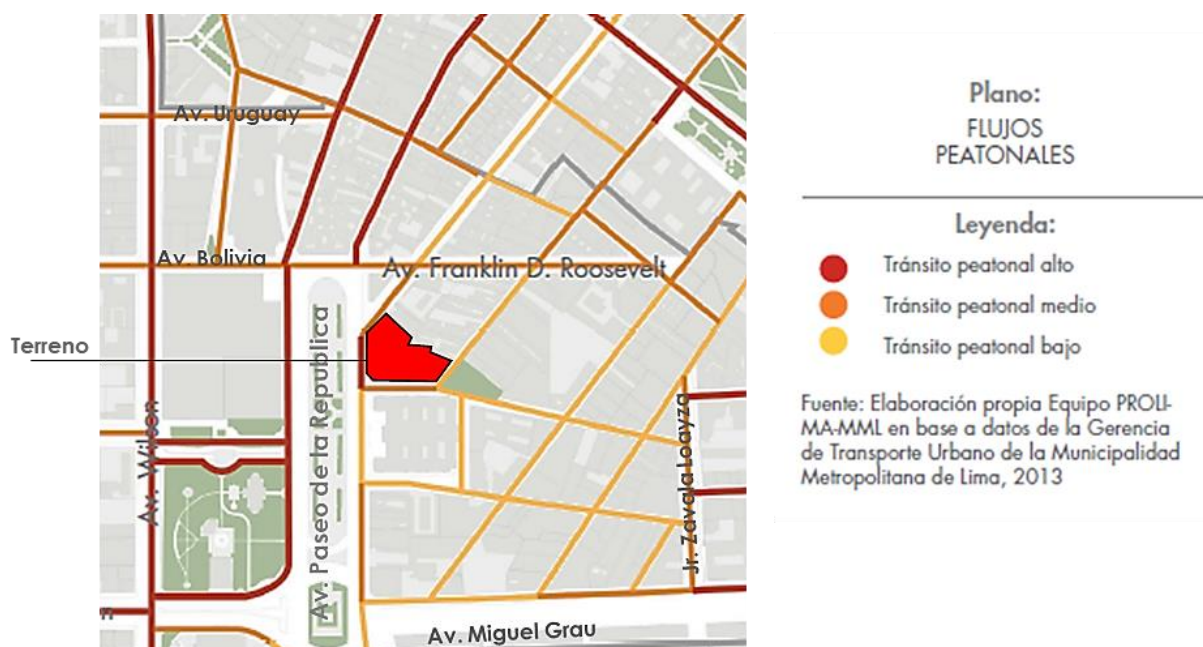 Av. Uruguay
Av. Bolivia
Av. Franklin D. Roosevelt
Terreno
Av. Paseo de la Republica
Av. Wilson
Jr. Zavala Loayza
n
Av. Miguel Grau
Plano:
FLUJOS
PEATONALES
Leyenda:
Tránsito peatonal alto
Tránsito peatonal medio
Tránsito peatonal bajo
Fuente: Elaboración propia Equipo PROLI-
MA-MML en base a datos de la Gerencia
de Transporte Urbano de la Municipalidad
Metropolitana de Lima, 2013